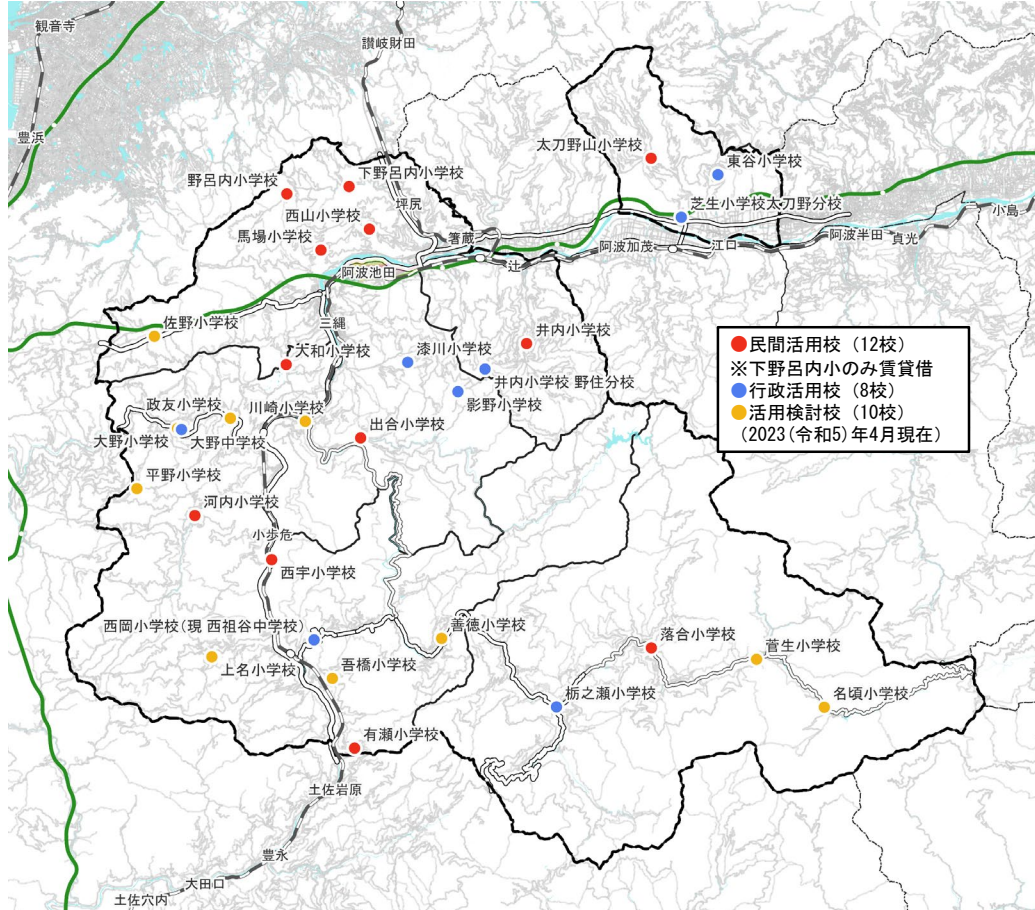 観音寺
讃岐財田
豊浜
太刀野山小学校
東谷小学校
野呂内小学校
下野呂内小学校
坪尻
西山小学校
芝生小学校太刀野分校
小島
馬場小学校
箸蔵
阿波加茂
江口
阿波半田
貞光
阿波池田
辻
佐野小学校
三縄
井内小学校
大和小学校
漆川小学校
井内小学校 野住分校
影野小学校
政友小学校
川崎小学校
大野小学校
大野中学校
出合小学校
平野小学校
河内小学校
小歩危
西宇小学校
西岡小学校(現 西祖谷中学校)
善徳小学校
落合小学校
菅生小学校
上名小学校
吾橋小学校
栃之瀬小学校
名頃小学校
有瀬小学校
土佐岩原
豊永
大田口
土佐穴内
民間活用校 (12校)
※下野呂内小のみ賃貸借
行政活用校 (8校)
活用検討校 (10校)
(2023(令和5)年4月現在)